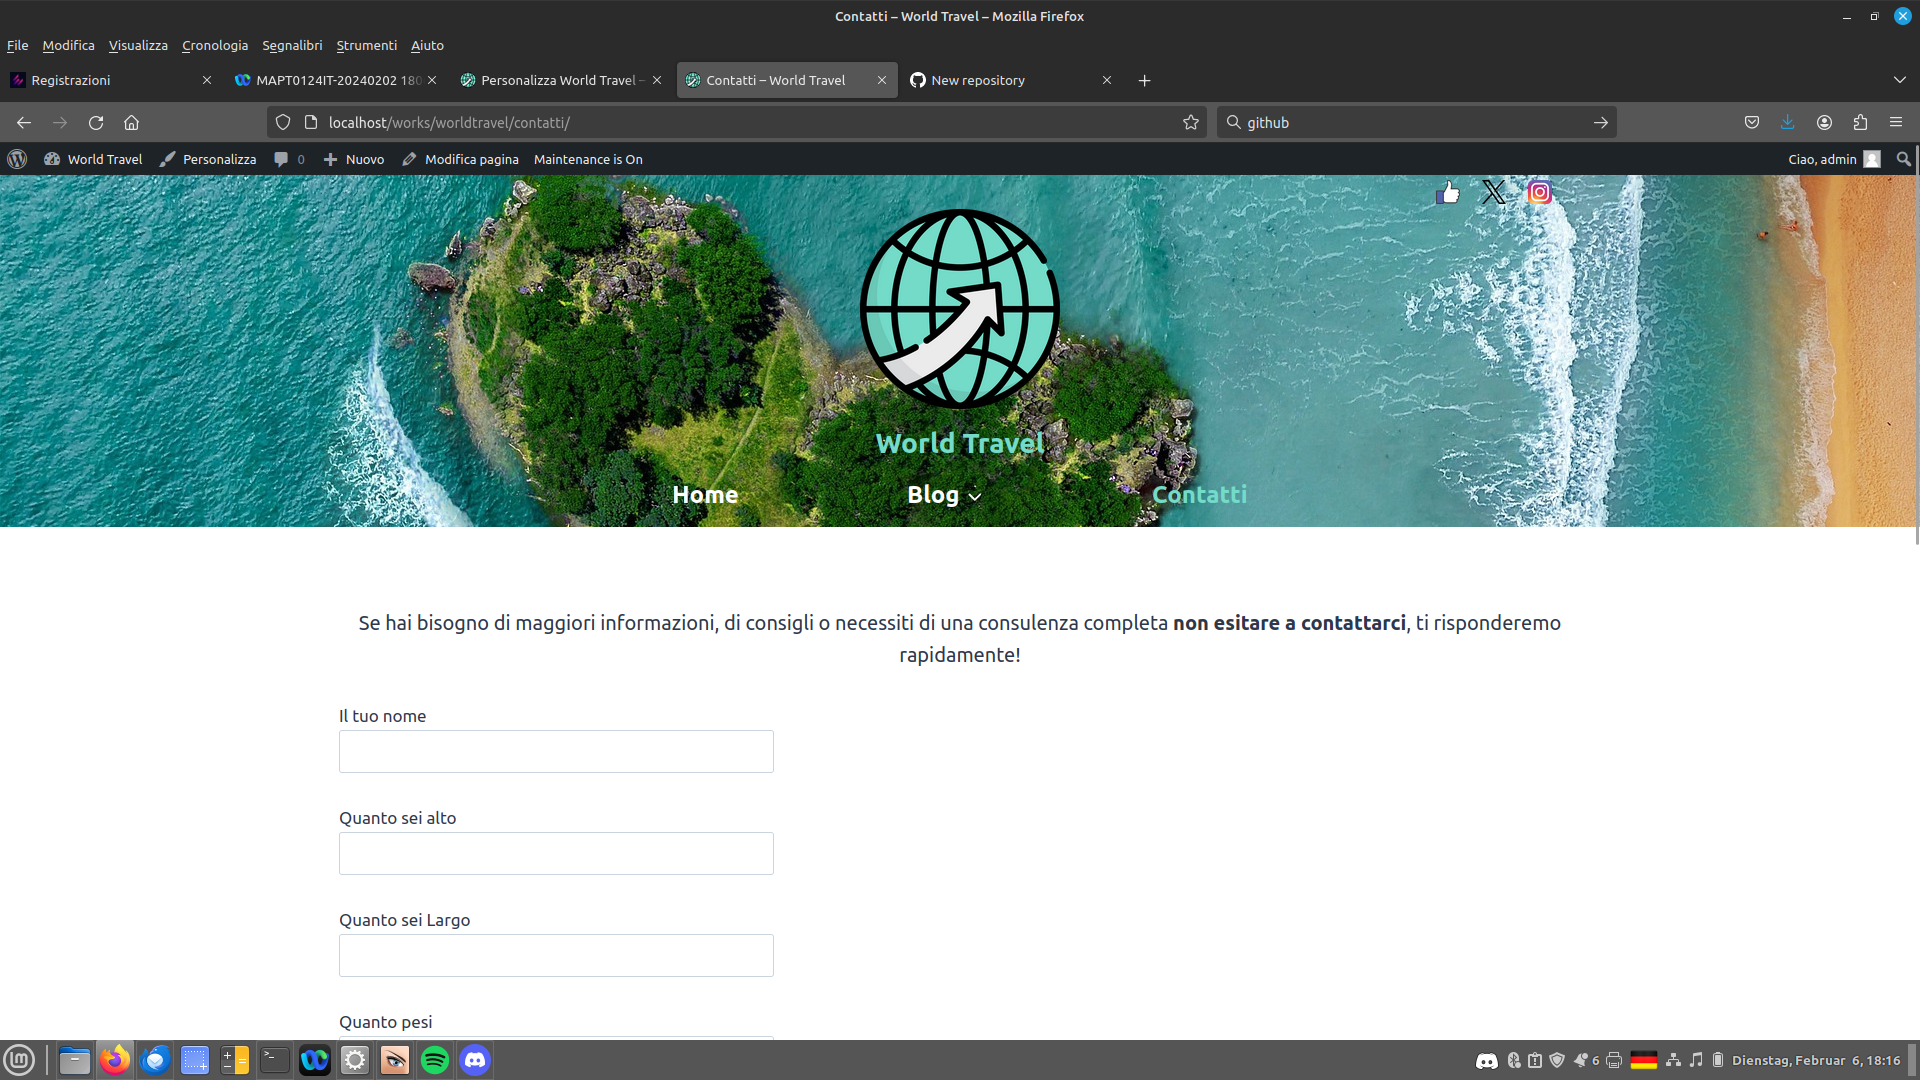 Contatti – World Travel – Mozilla Firefox
File Modifica Visualizza Cronologia Segnalibri Strumenti Aiuto
Registrazioni MAPT0124IT-20240202 180 Personalizza World Travel – Contatti – World Travel New repository
localhost/works/worldtravel/contatti/ github
World Travel Personalizza 0 Nuovo Modifica pagina Maintenance is On Ciao, admin
World Travel
Home Blog Contatti
Se hai bisogno di maggiori informazioni, di consigli o necessiti di una consulenza completa non esitare a contattarci, ti risponderemo
rapidamente!
Il tuo nome
Quanto sei alto
Quanto sei Largo
Quanto pesi
6 Dienstag, Februar 6, 18:16